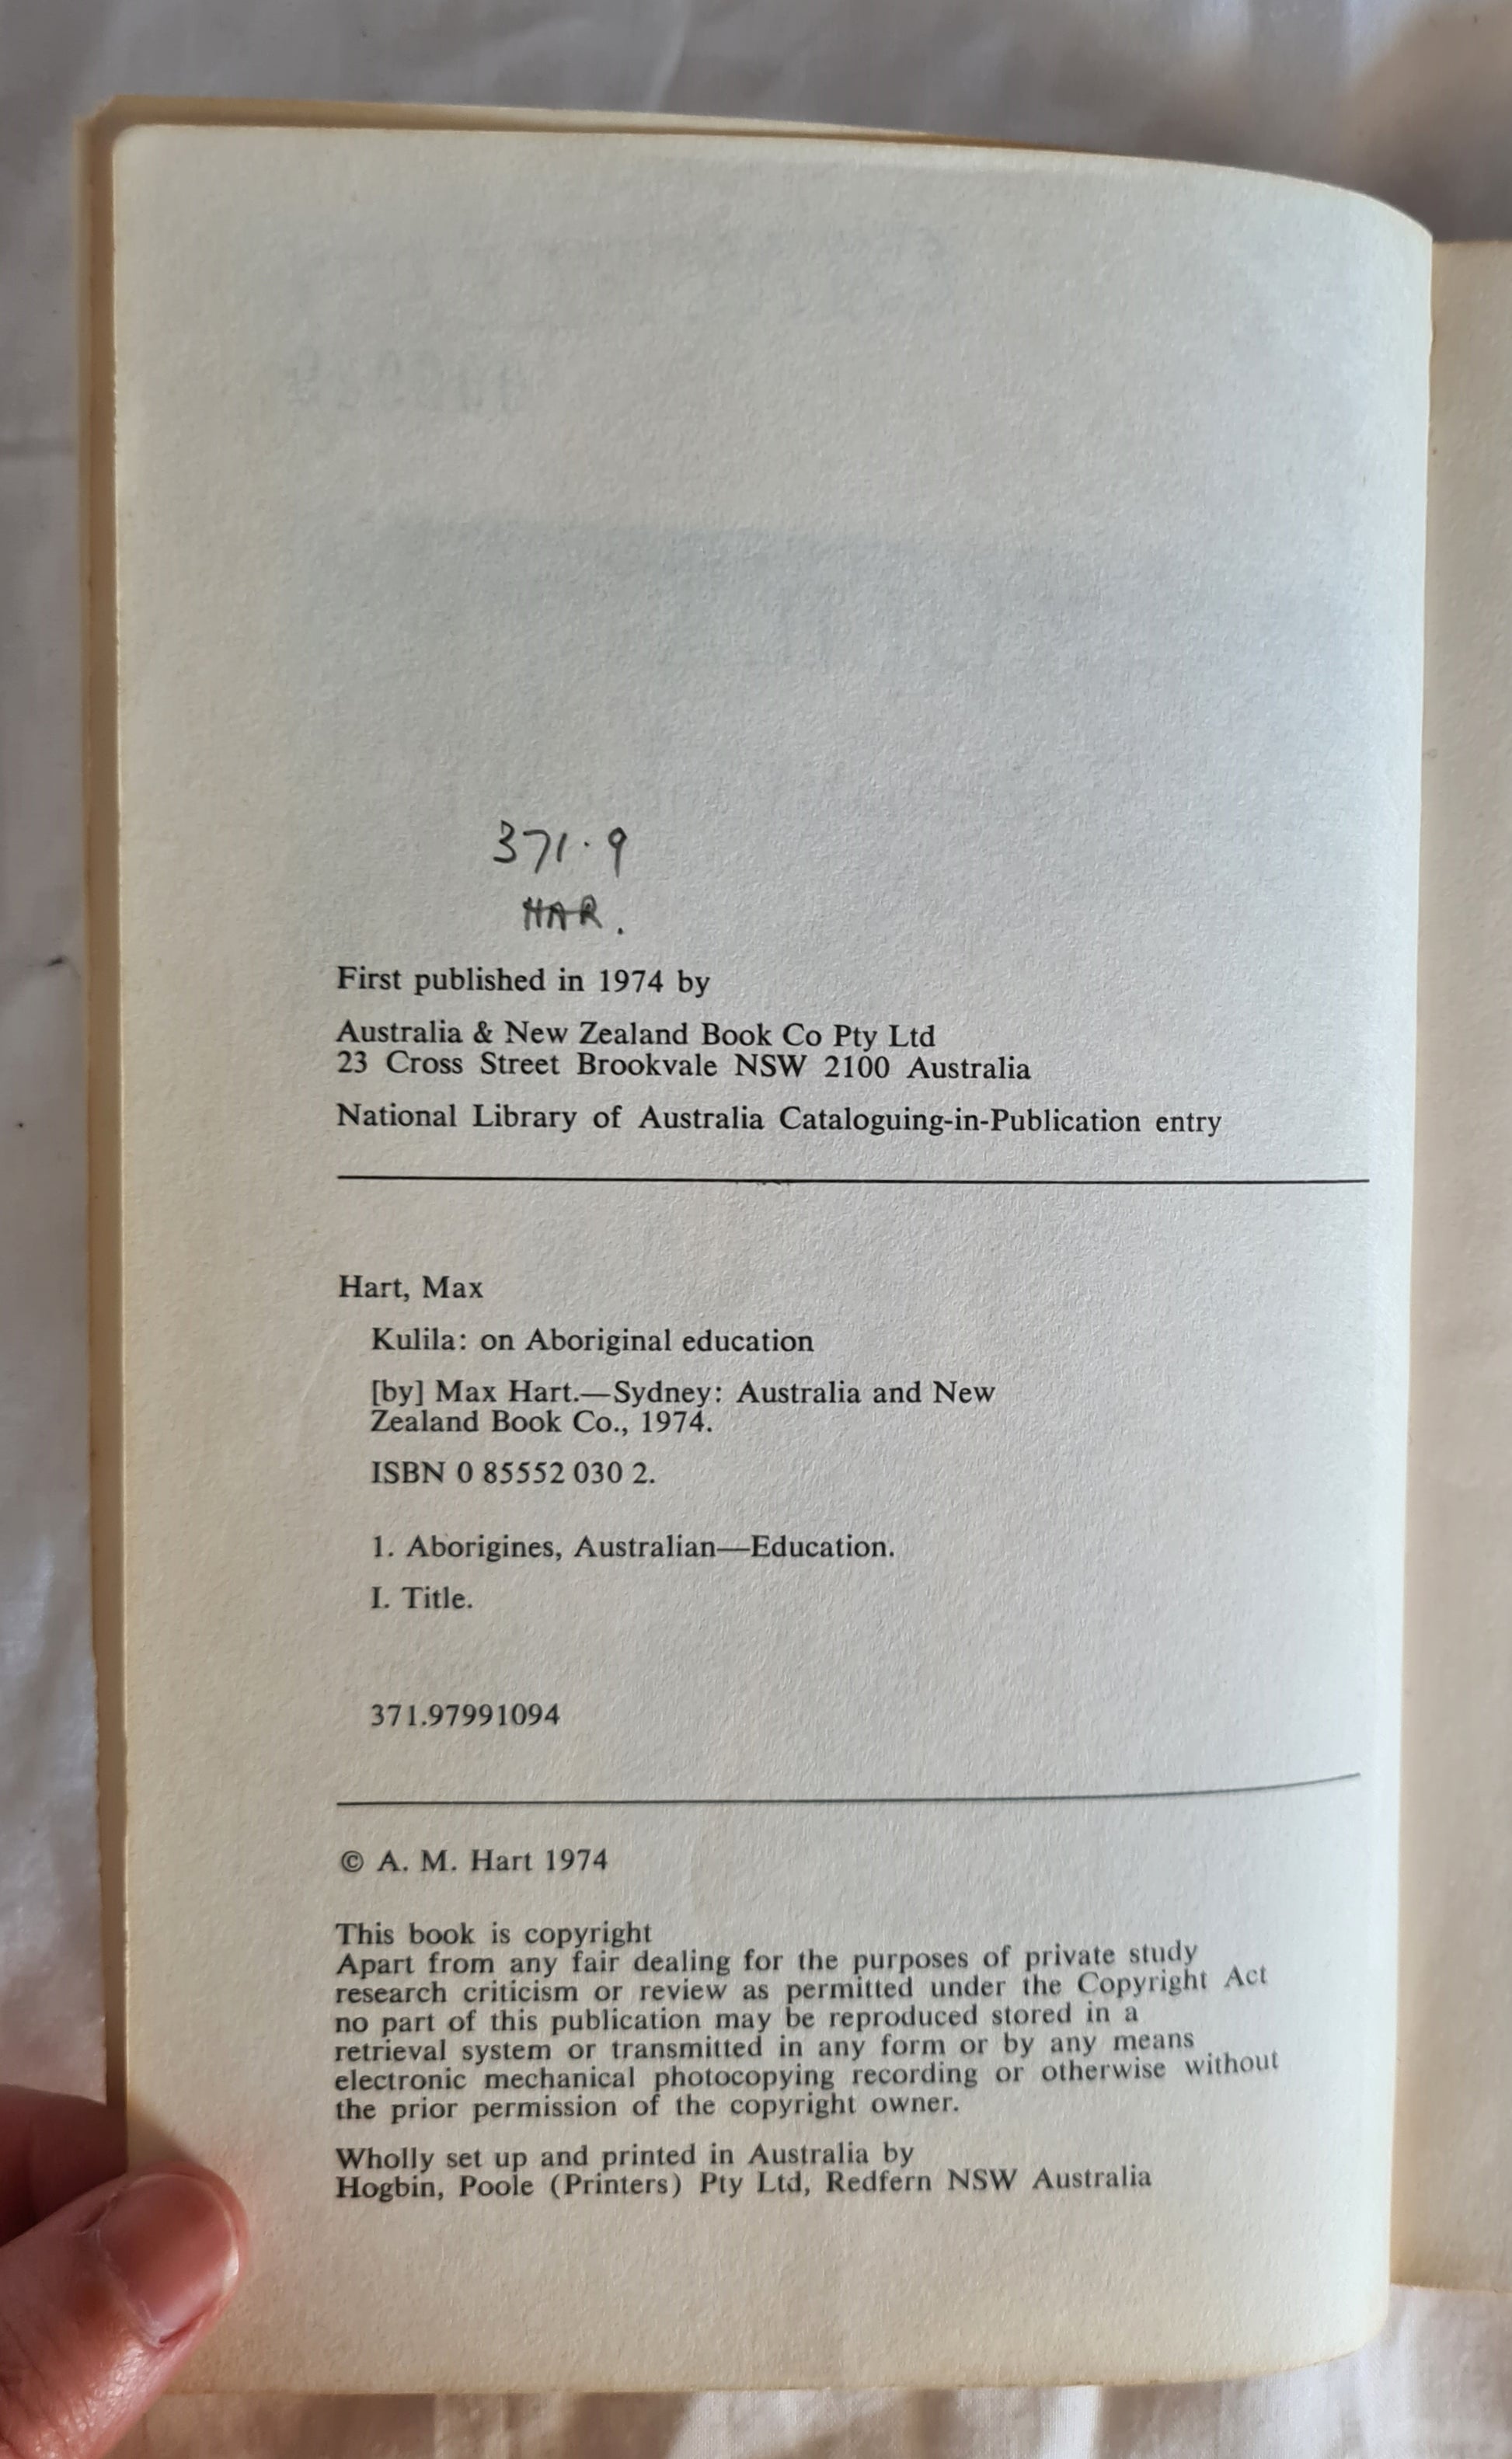 371.9
HAR.
First published in 1974 by
Australia & New Zealand Book Co Pty Ltd
23 Cross Street Brookvale NSW 2100 Australia
National Library of Australia Cataloguing-in-Publication entry
Hart, Max
Kulila: on Aboriginal education
[by] Max Hart.—Sydney: Australia and New
Zealand Book Co., 1974.
ISBN 0 85552 030 2.
1. Aborigines, Australian—Education.
I. Title.
371.97991094
© A. M. Hart 1974
This book is copyright
Apart from any fair dealing for the purposes of private study
research criticism or review as permitted under the Copyright Act
no part of this publication may be reproduced stored in a
retrieval system or transmitted in any form or by any means
electronic mechanical photocopying recording or otherwise without
the prior permission of the copyright owner.
Wholly set up and printed in Australia by
Hogbin, Poole (Printers) Pty Ltd, Redfern NSW Australia